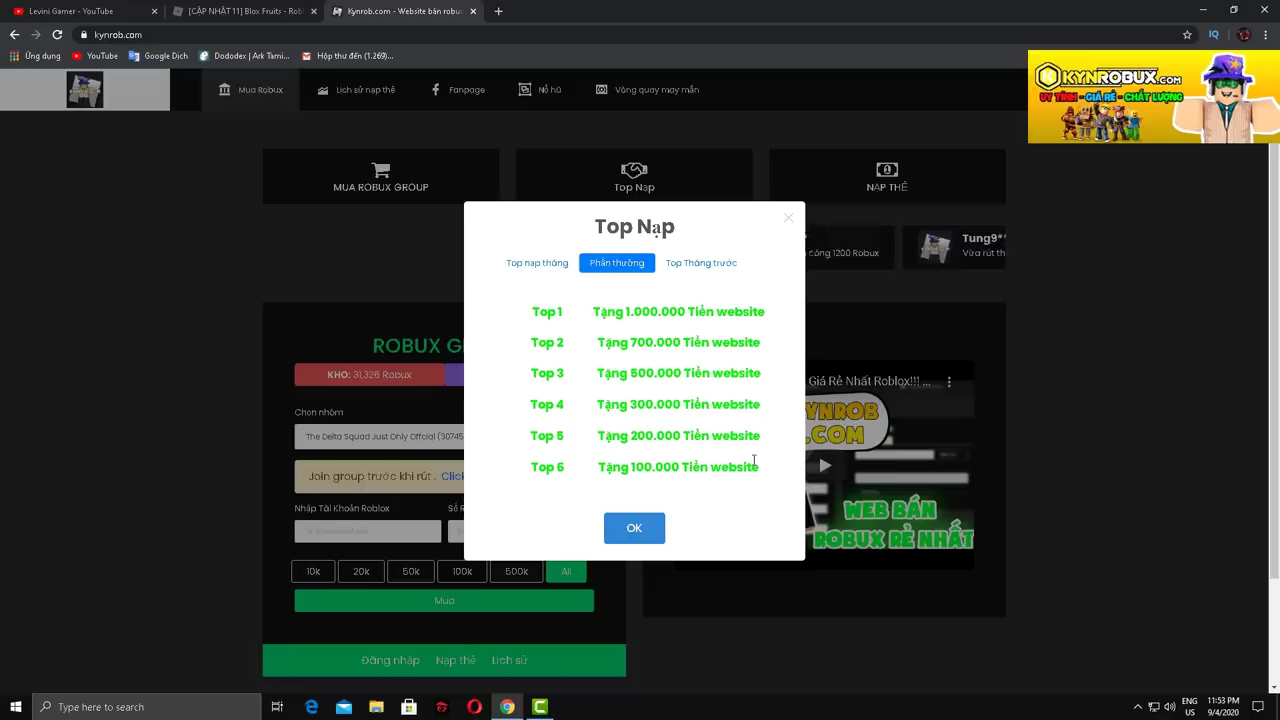 Levini Gamer - YouTube
[CẬP NHẬT 11] Blox Fruits - Rob
Kynrob.com - Website bán robux
kynrob.com
Ứng dụng
YouTube
Google Dịch
Dododex | Ark Tami...
Hộp thư đến (1.269)...
Mua Robux
Lịch sử nạp thẻ
Fanpage
Nổ hũ
Vòng quay may mắn
KYNROBUX.COM
UY TÍNH - GIÁ RẺ - CHẤT LƯỢNG
MUA ROBUX GROUP
Top Nạp
NẠP THẺ
Top Nạp
Top nạp tháng
Phần thưởng
Top Tháng trước
Tung9**
công 1200 Robux
Vừa rút th
Top 1 Tặng 1.000.000 Tiền website
Top 2 Tặng 700.000 Tiền website
Top 3 Tặng 500.000 Tiền website
Top 4 Tặng 300.000 Tiền website
Top 5 Tặng 200.000 Tiền website
Top 6 Tặng 100.000 Tiền website
OK
ROBUX G
KHO: 31,326 Robux
Chọn nhóm
The Delta Squad Just Only Offcial (30745
Join group trước khi rút . Click
Nhập Tài Khoản Roblox
Số R
10k
20k
50k
100k
500k
All
Mua
Đăng nhập
Nạp thẻ
Lịch sử
Giá Rẻ Nhất Roblox!!! ...
KYNROB
.COM
WEB BÁN
ROBUX RẺ NHẤT
Type here to search
ENG
US
11:53 PM
9/4/2020